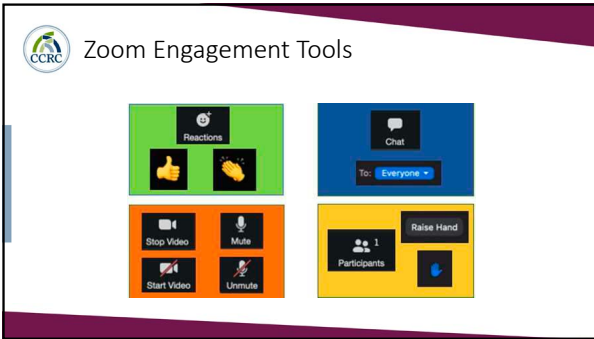 CCRC
Zoom Engagement Tools
Reactions
Chat
To: Everyone
Stop Video
Mute
Start Video
Unmute
Raise Hand
1
Participants